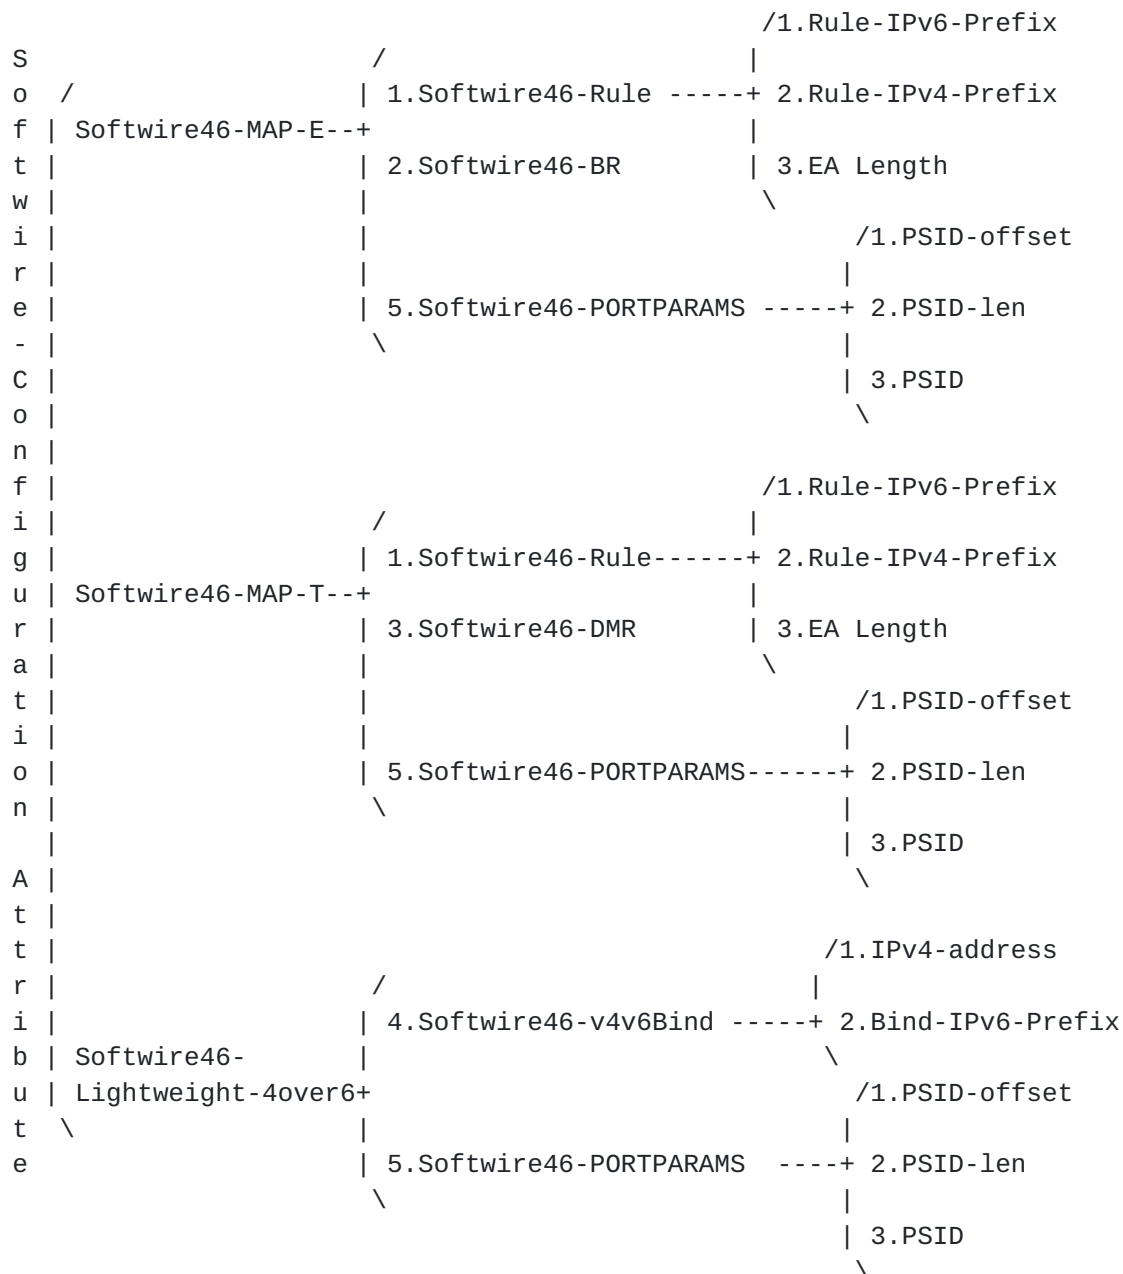 /1.Rule-IPv6-Prefix
S                      /                       |
o  /                  | 1.Softwire46-Rule -----+ 2.Rule-IPv4-Prefix
f | Softwire46-MAP-E--+                        |
t |                   | 2.Softwire46-BR        | 3.EA Length
w |                   |                         \
i |                   |                               /1.PSID-offset
r |                   |                              |
e |                   | 5.Softwire46-PORTPARAMS -----+ 2.PSID-len
- |                    \                             |
C |                                                  | 3.PSID
o |                                                   \
n |
f |                                             /1.Rule-IPv6-Prefix
i |                    /                       |
g |                   | 1.Softwire46-Rule------+ 2.Rule-IPv4-Prefix
u | Softwire46-MAP-T--+                        |
r |                   | 3.Softwire46-DMR       | 3.EA Length
a |                   |                         \
t |                   |                               /1.PSID-offset
i |                   |                              |
o |                   | 5.Softwire46-PORTPARAMS------+ 2.PSID-len
n |                    \                             |
  |                                                  | 3.PSID
A |                                                   \
t |
t |                                                 /1.IPv4-address
r |                    /                           |
i |                   | 4.Softwire46-v4v6Bind -----+ 2.Bind-IPv6-Prefix
b | Softwire46-       |                             \
u | Lightweight-4over6+                               /1.PSID-offset
t  \                  |                              |
e                     | 5.Softwire46-PORTPARAMS  ----+ 2.PSID-len
                       \                             |
                                                     | 3.PSID
                                                      \